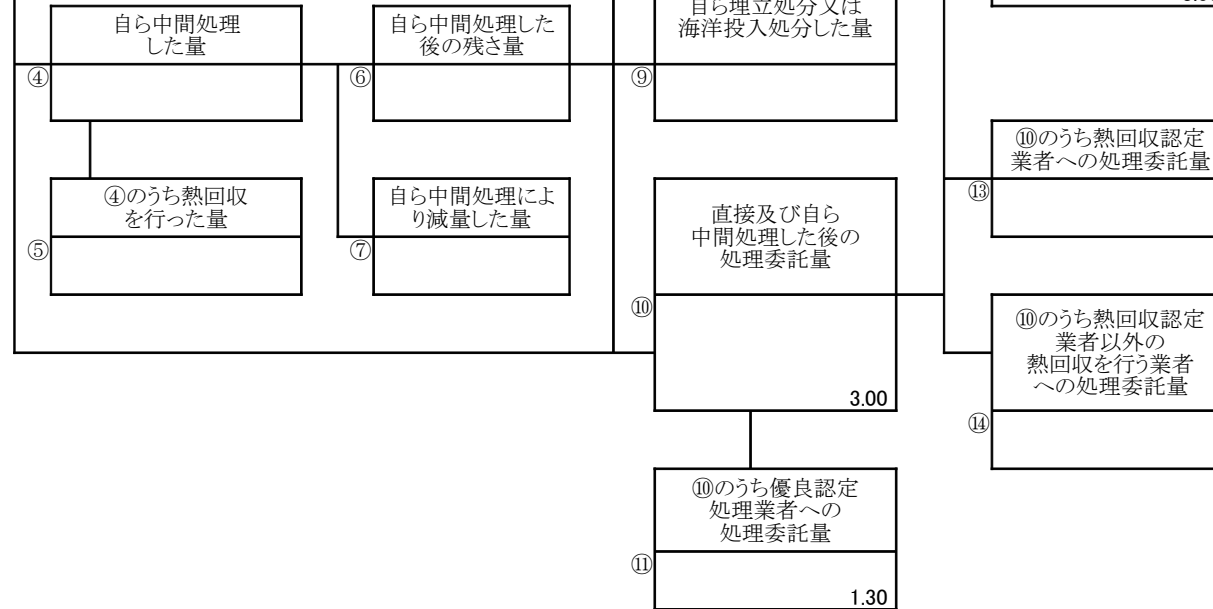 自ら中間処理
した量
④
自ら中間処理した
後の残さ量
⑥
自ら埋立処分又は
海洋投入処分した量
⑨
④のうち熱回収
を行った量
⑤
自ら中間処理によ
り減量した量
⑦
直接及び自ら
中間処理した後の
処理委託量
⑩
3.00
⑩のうち優良認定
処理業者への
処理委託量
⑪
1.30
⑩のうち熱回収認定
業者への処理委託量
⑬
⑩のうち熱回収認定
業者以外の
熱回収を行う業者
への処理委託量
⑭